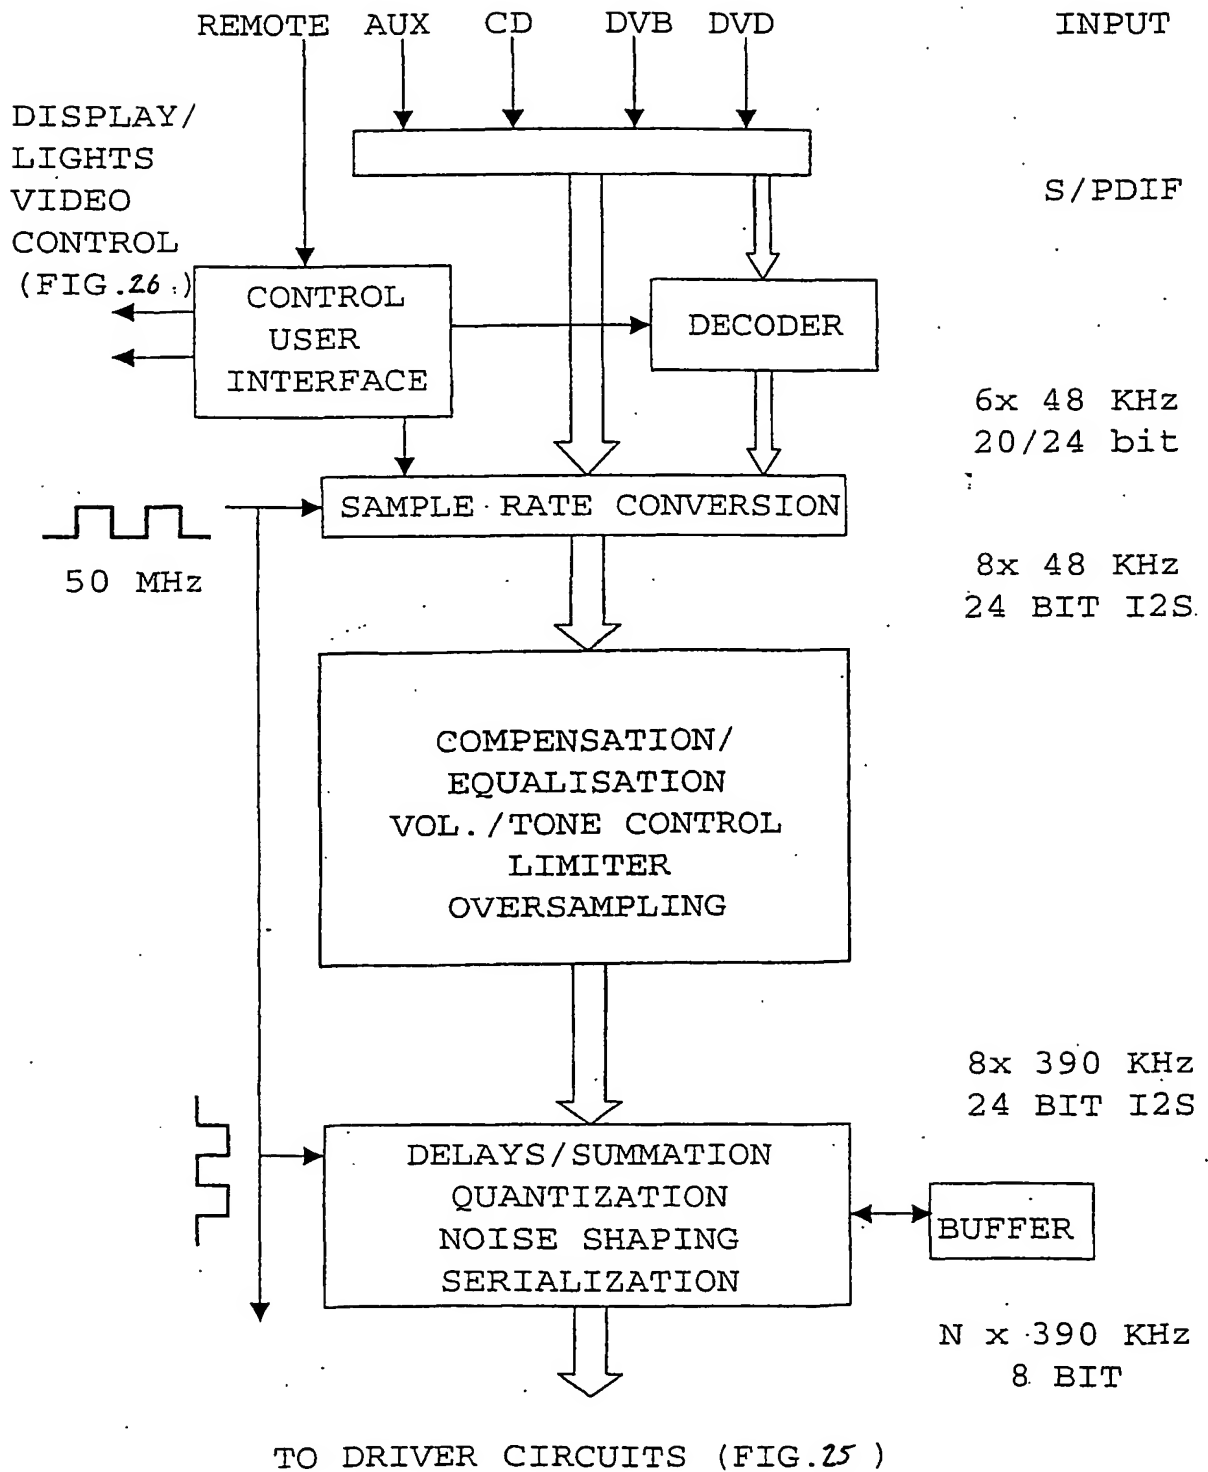 REMOTE AUX CD DVB DVD INPUT
DISPLAY/
LIGHTS
VIDEO
CONTROL
(FIG.26.)
S/PDIF
CONTROL
USER
INTERFACE
DECODER
6x 48 KHz
20/24 bit
SAMPLE RATE CONVERSION
50 MHz
8x 48 KHz
24 BIT I2S
COMPENSATION/
EQUALISATION
VOL./TONE CONTROL
LIMITER
OVERSAMPLING
8x 390 KHz
24 BIT I2S
DELAYS/SUMMATION
QUANTIZATION
NOISE SHAPING
SERIALIZATION
BUFFER
N x 390 KHz
8 BIT
TO DRIVER CIRCUITS (FIG.25)